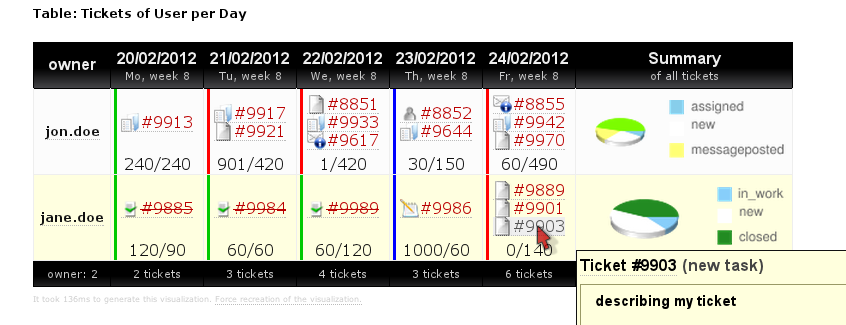 Table: Tickets of User per Day
owner 20/02/2012 21/02/2012 22/02/2012 23/02/2012 24/02/2012 Summary
Mo, week 8 Tu, week 8 We, week 8 Th, week 8 Fr, week 8 of all tickets
jon.doe
#9913
240/240
#9917
#9921
901/420
#8851
#9933
#9617
1/420
#8852
#9644
30/150
#8855
#9942
#9970
60/490
assigned
new
messageposted
jane.doe
#9885
120/90
#9984
60/60
#9989
60/120
#9986
1000/60
#9889
#9901
#9903
0/140
in_work
new
closed
owner: 2 2 tickets 3 tickets 4 tickets 3 tickets 6 tickets
Ticket #9903 (new task)
describing my ticket
It took 136ms to generate this visualization. Force recreation of the visualization.